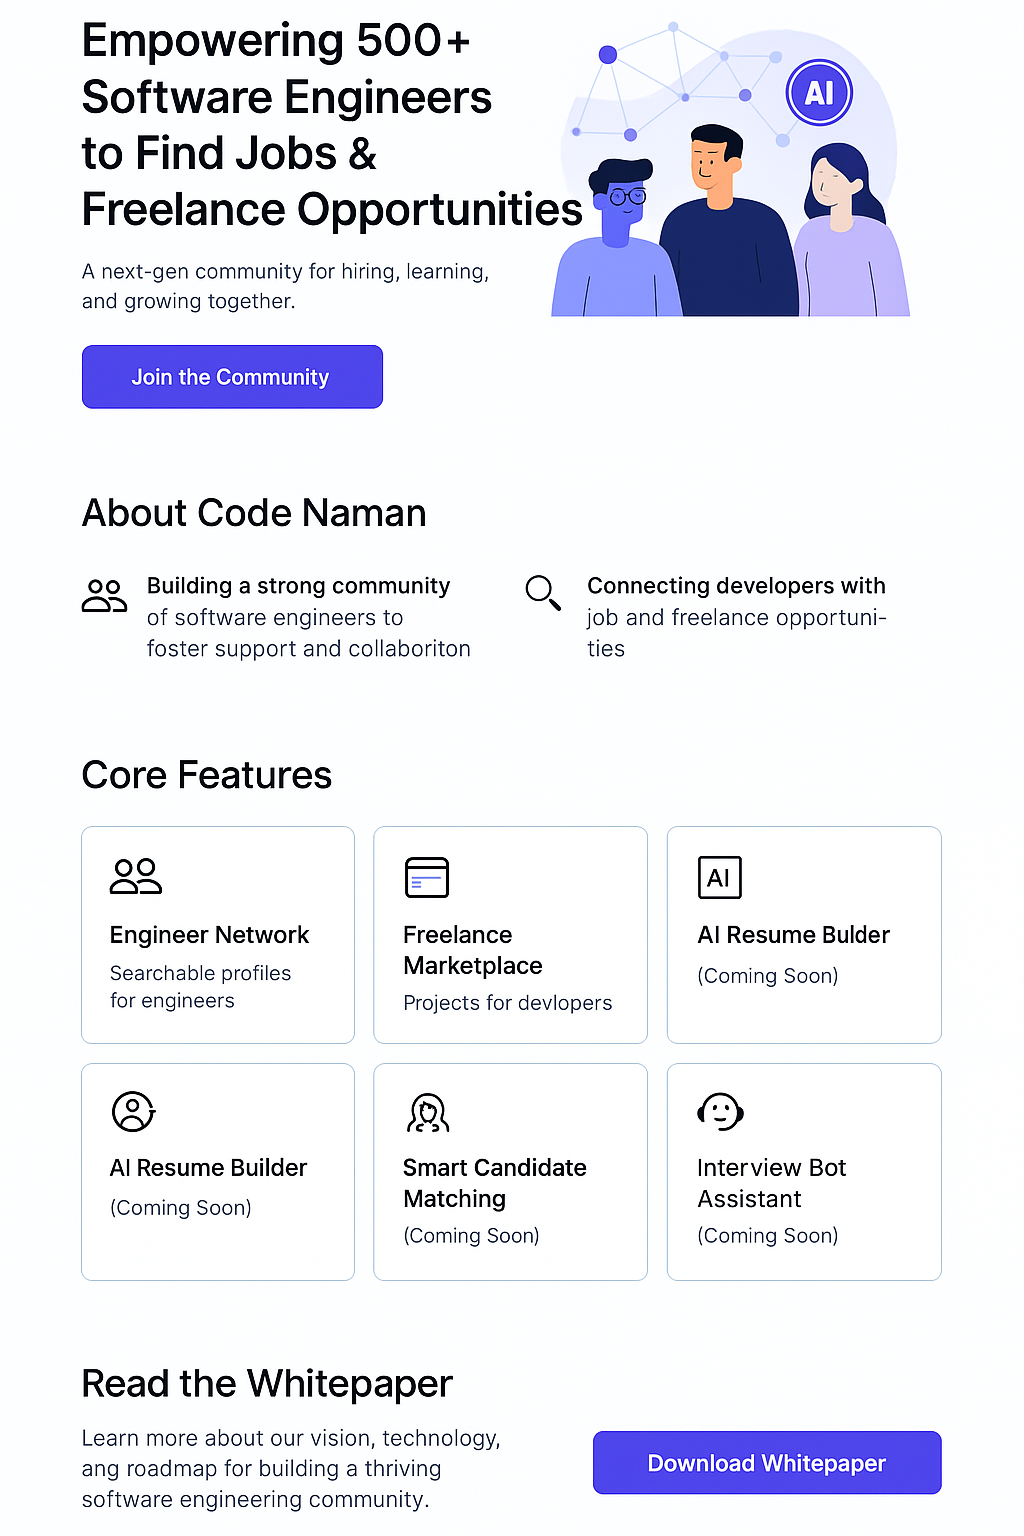 Empowering 500+
Software Engineers
to Find Jobs &
Freelance Opportunities
AI
A next-gen community for hiring, learning,
and growing together.
Join the Community
About Code Naman
Building a strong community
of software engineers to
foster support and collaboriton
Connecting developers with
job and freelance opportuni-
ties
Core Features
Engineer Network
Searchable profiles
for engineers
Freelance
Marketplace
Projects for devlopers
AI
AI Resume Bulder
(Coming Soon)
AI Resume Builder
(Coming Soon)
Smart Candidate
Matching
(Coming Soon)
Interview Bot
Assistant
(Coming Soon)
Read the Whitepaper
Learn more about our vision, technology,
ang roadmap for building a thriving
software engineering community.
Download Whitepaper